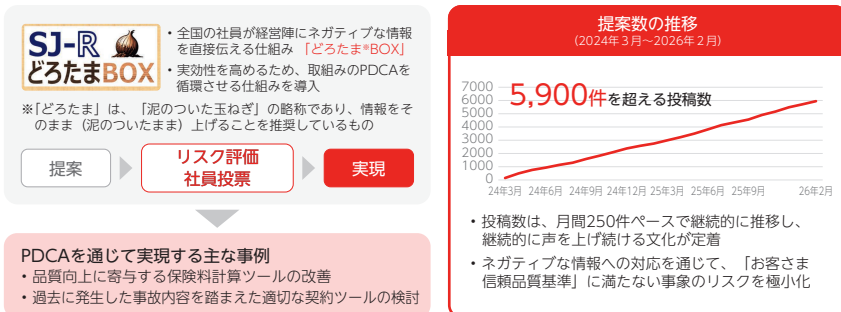 SJ-R
どろたまBOX
・全国の社員が経営陣にネガティブな情報
を直接伝える仕組み 「どろたま®BOX」
・実効性を高めるため、取組みのPDCAを
循環させる仕組みを導入
※「どろたま」は、「泥のついた玉ねぎ」の略称であり、情報をそ
のまま（泥のついたまま）上げることを推奨しているもの
提案
リスク評価
社員投票
実現
PDCAを通じて実現する主な事例
・品質向上に寄与する保険料計算ツールの改善
・過去に発生した事故内容を踏まえた適切な契約ツールの検討
提案数の推移
（2024年3月～2026年2月）
5,900件を超える投稿数
7000
6000
5000
4000
3000
2000
1000
0
24年3月 24年6月 24年9月 24年12月 25年3月 25年6月 25年9月 26年2月
・投稿数は、月間250件ペースで継続的に推移し、
継続的に声を上げ続ける文化が定着
・ネガティブな情報への対応を通じて、「お客さま
信頼品質基準」に満たない事象のリスクを極小化